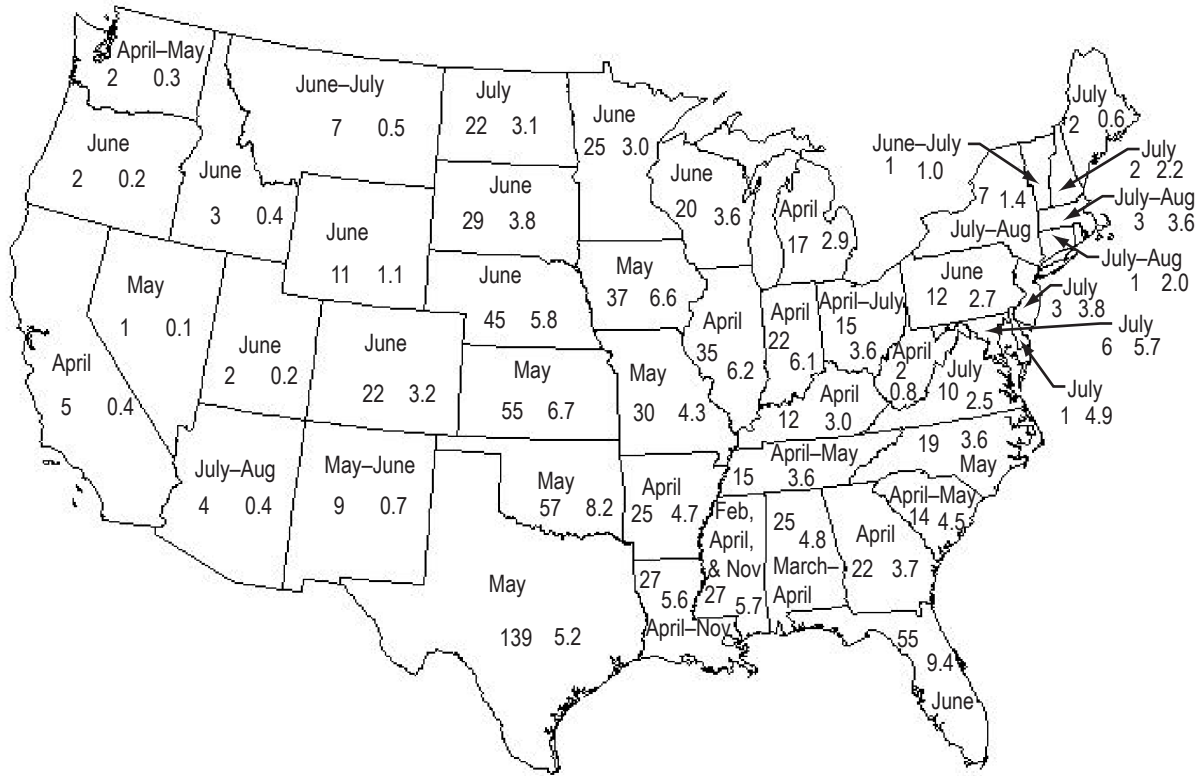 April–May
2 0.3
June–July
7 0.5
July
22 3.1
June
25 3.0
July
2 0.6
June
2 0.2
June
3 0.4
June
29 3.8
June
20 3.6
April
17 2.9
June–July
1 1.0
July
2 2.2
7 1.4
July–Aug
July–Aug
3 3.6
July–Aug
1 2.0
June
11 1.1
May
1 0.1
June
45 5.8
May
37 6.6
April
35
6.2
April
22
6.1
April–July
15
3.6
June
12 2.7
July
3 3.8
July
6 5.7
July
1 4.9
April
5 0.4
June
2 0.2
June
22 3.2
May
55 6.7
May
30 4.3
April
12 3.0
April
2
0.8
July
10
2.5
July–Aug
4 0.4
May–June
9 0.7
May
57 8.2
April
25 4.7
April–May
15 3.6
19 3.6
May
April–May
14 4.5
May
139 5.2
27
5.6
April–Nov
Feb,
April,
& Nov
27
5.7
25
4.8
March–
April
April
22 3.7
55
9.4
June